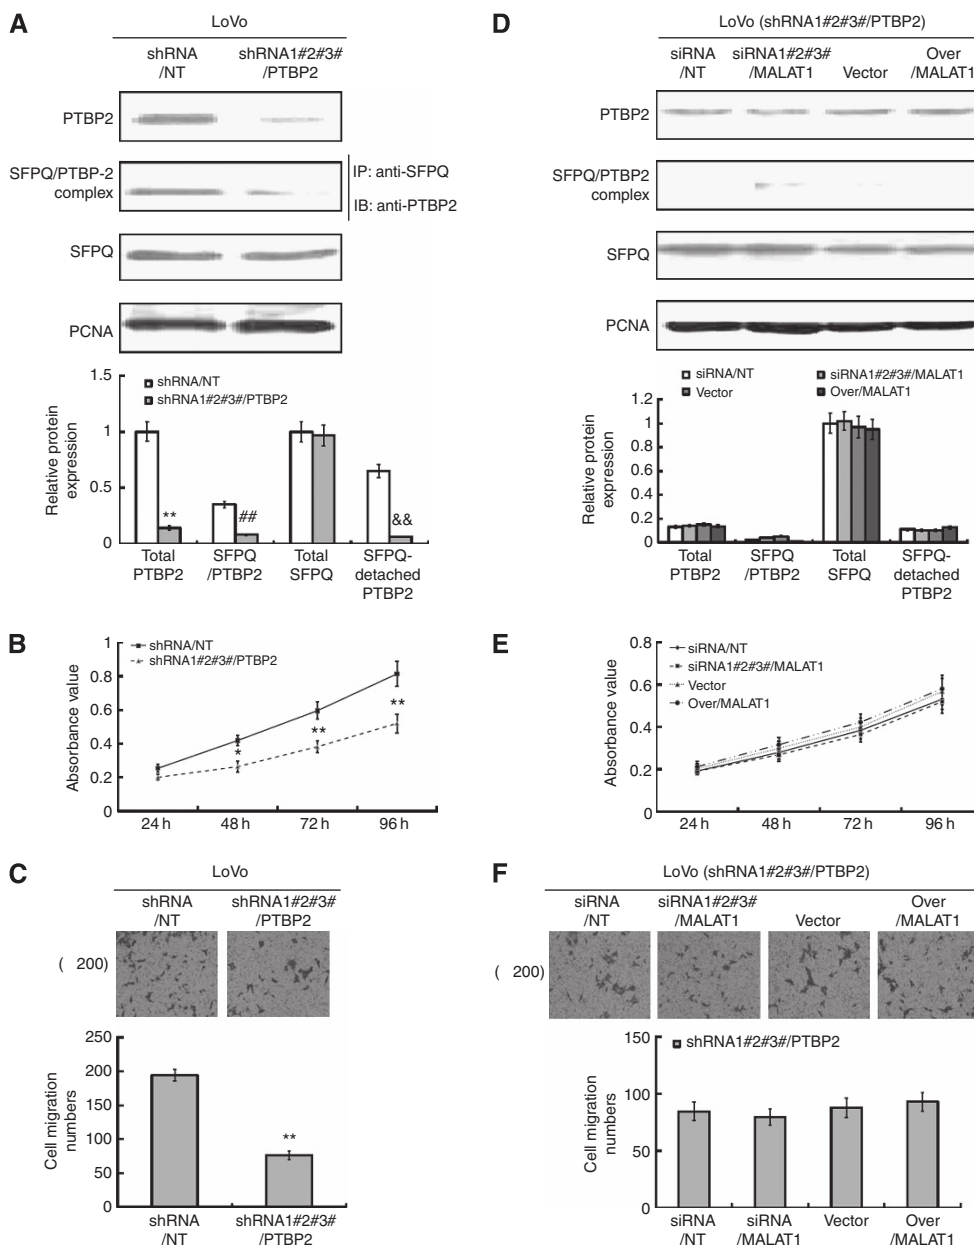 A
LoVo
shRNA
/NT
shRNA1#2#3#
/PTBP2
PTBP2
SFPQ/PTBP-2
complex
IP: anti-SFPQ
IB: anti-PTBP2
SFPQ
PCNA
1.5
1
0.5
0
Relative protein
expression
shRNA/NT
shRNA1#2#3#/PTBP2
**
##
&&
Total
PTBP2
SFPQ
/PTBP2
Total
SFPQ
SFPQ-
detached
PTBP2
B
1
0.8
0.6
0.4
0.2
0
Absorbance value
shRNA/NT
shRNA1#2#3#/PTBP2
*
**
**
24 h
48 h
72 h
96 h
C
LoVo
shRNA
/NT
shRNA1#2#3#
/PTBP2
( 200)
250
200
150
100
50
0
Cell migration
numbers
**
shRNA
/NT
shRNA1#2#3#
/PTBP2
D
LoVo (shRNA1#2#3#/PTBP2)
siRNA
/NT
siRNA1#2#3#
/MALAT1
Vector
Over
/MALAT1
PTBP2
SFPQ/PTBP2
complex
SFPQ
PCNA
siRNA/NT
siRNA1#2#3#/MALAT1
Vector
Over/MALAT1
1.2
1
0.8
0.6
0.4
0.2
0
Relative protein
expression
Total
PTBP2
SFPQ
/PTBP2
Total
SFPQ
SFPQ-
detached
PTBP2
E
0.8
0.6
0.4
0.2
0
Absorbance value
siRNA/NT
siRNA1#2#3#/MALAT1
Vector
Over/MALAT1
24 h
48 h
72 h
96 h
F
LoVo (shRNA1#2#3#/PTBP2)
siRNA
/NT
siRNA1#2#3#
/MALAT1
Vector
Over
/MALAT1
( 200)
150
100
50
0
Cell migration
numbers
shRNA1#2#3#/PTBP2
siRNA
/NT
siRNA
/MALAT1
Vector
Over
/MALAT1